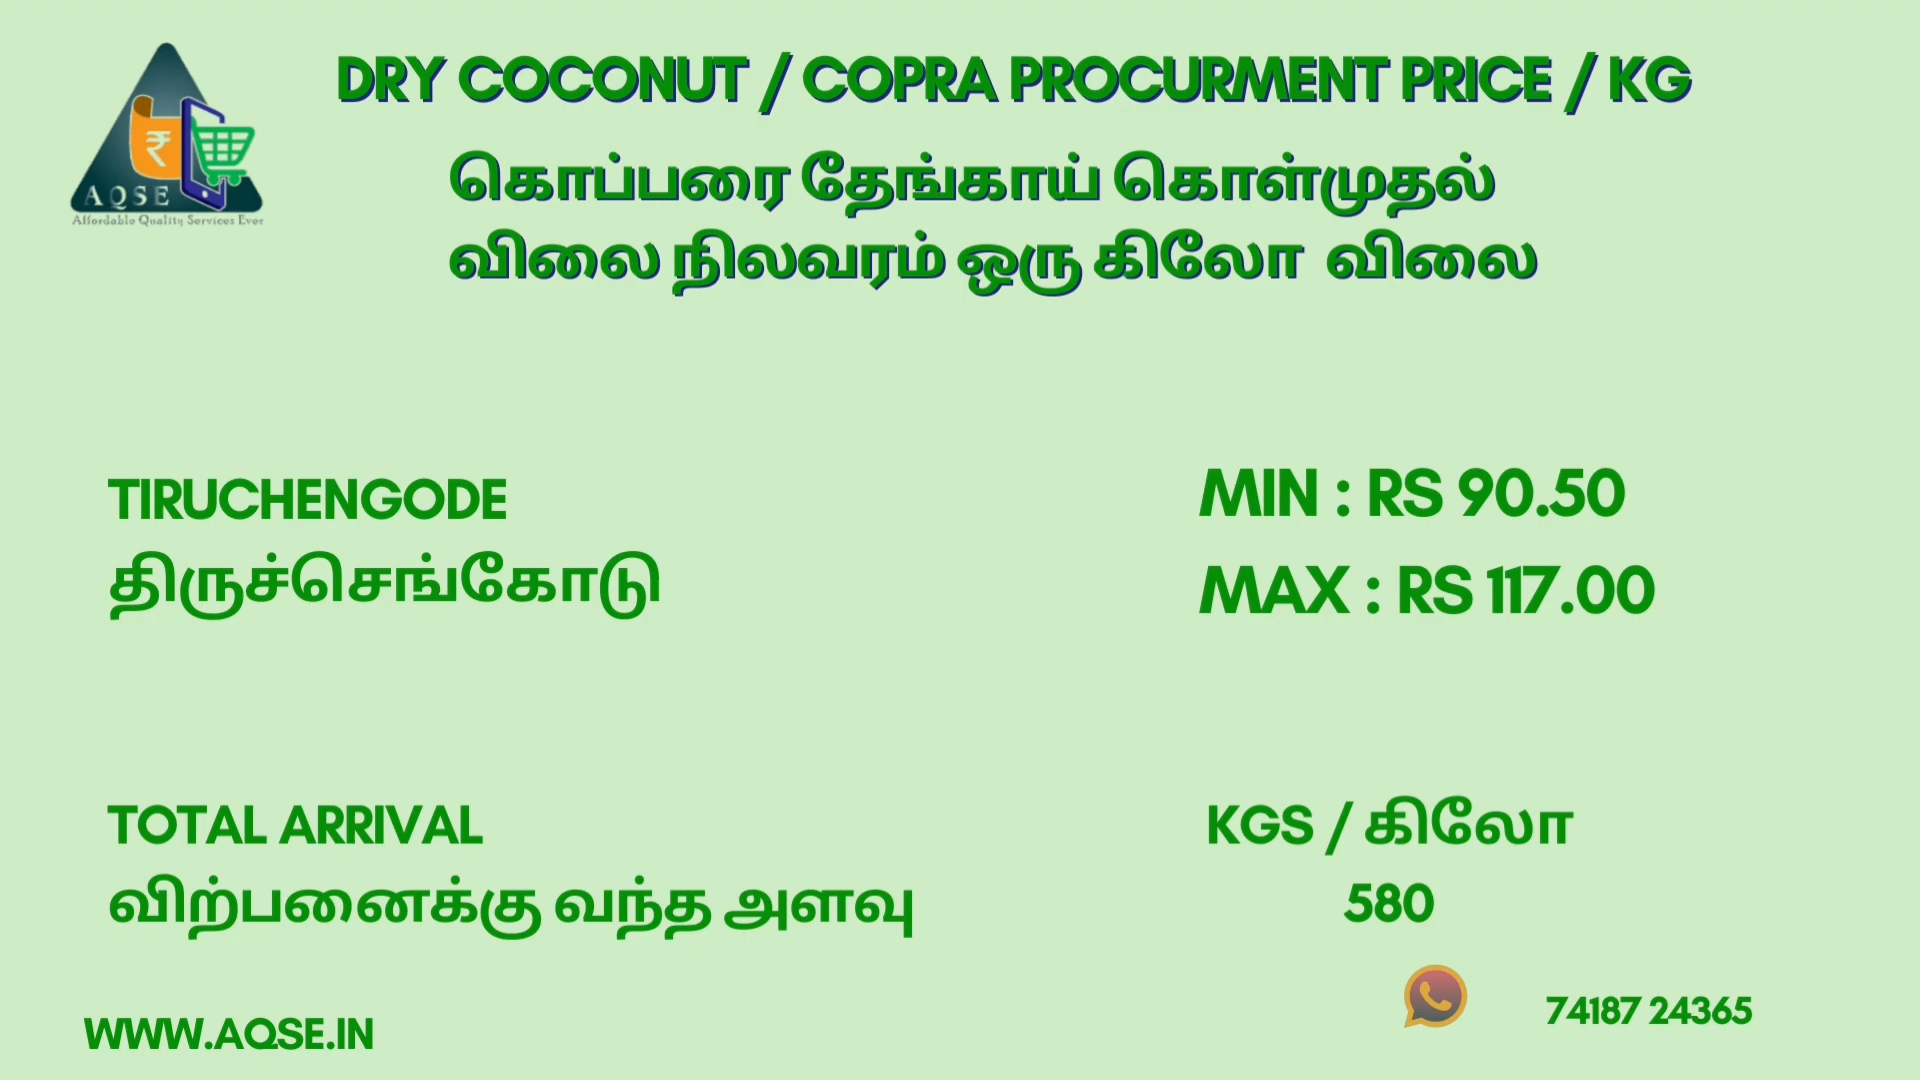 ₹
AQSE
Affordable Quality Services Ever
DRY COCONUT / COPRA PROCURMENT PRICE / KG
கொப்பரை தேங்காய் கொள்முதல்
விலை நிலவரம் ஒரு கிலோ விலை
TIRUCHENGODE
திருச்செங்கோடு
MIN : RS 90.50
MAX : RS 117.00
TOTAL ARRIVAL
விற்பனைக்கு வந்த அளவு
KGS / கிலோ
580
WWW.AQSE.IN
74187 24365